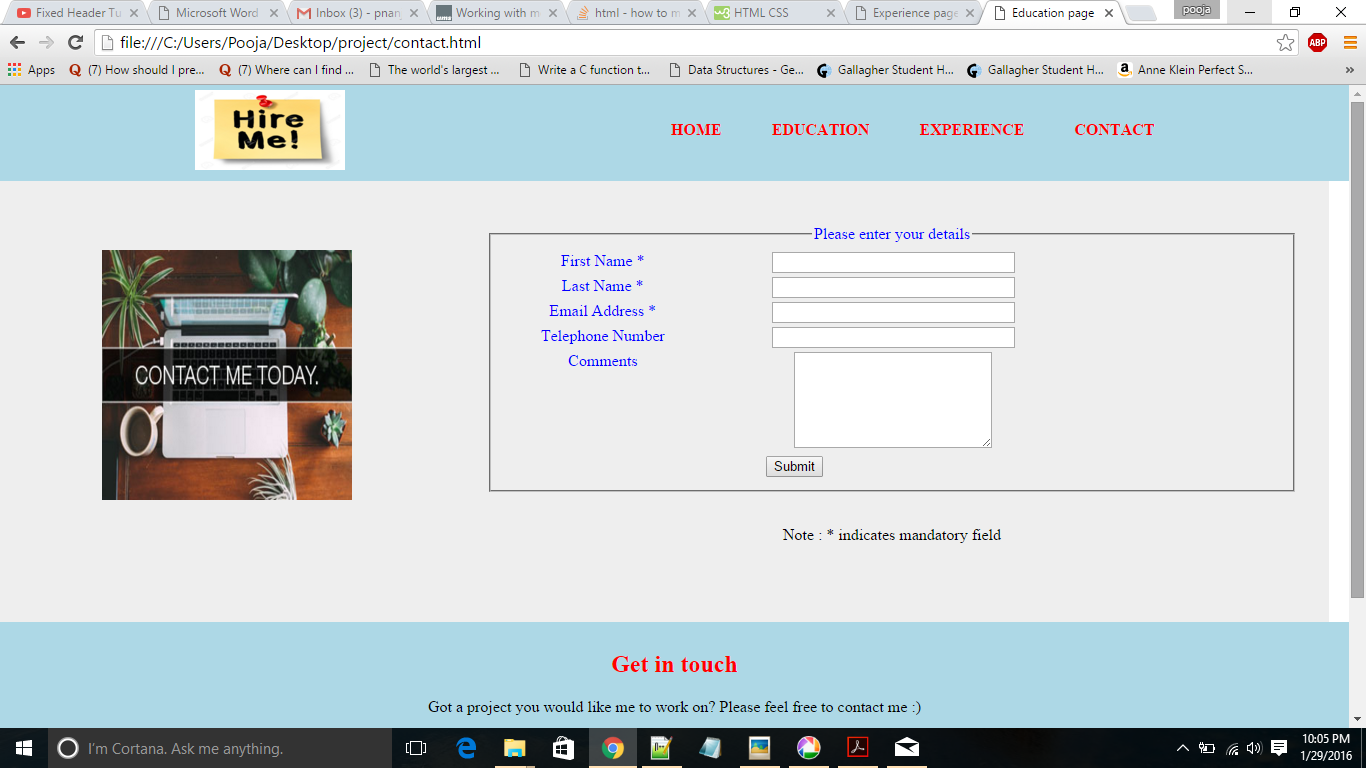 Fixed Header Tu
Microsoft Word
Inbox (3) - pnan
Working with m
html - how to m
HTML CSS
Experience page
Education page
pooja
file:///C:/Users/Pooja/Desktop/project/contact.html
ABP
Apps
(7) How should I pre...
(7) Where can I find ...
The world's largest ...
Write a C function t...
Data Structures - Ge...
Gallagher Student H...
Gallagher Student H...
Anne Klein Perfect S...
»
Hire
Me!
HOME
EDUCATION
EXPERIENCE
CONTACT
CONTACT ME TODAY.
Please enter your details
First Name *
Last Name *
Email Address *
Telephone Number
Comments
Submit
Note : * indicates mandatory field
Get in touch
Got a project you would like me to work on? Please feel free to contact me :)
I'm Cortana. Ask me anything.
10:05 PM
1/29/2016